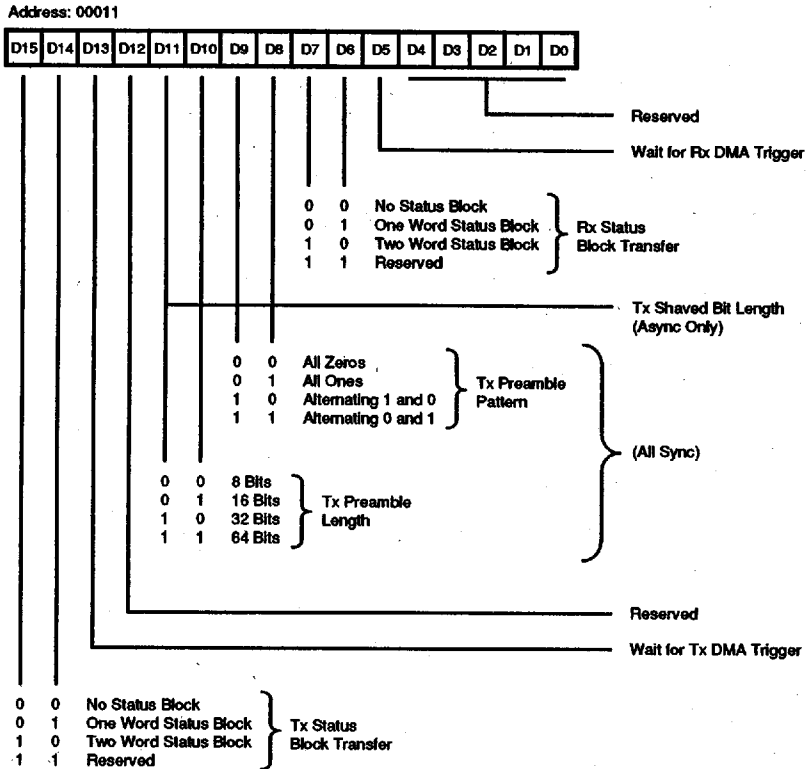 Address: 00011
D15 D14 D13 D12 D11 D10 D9 D8 D7 D6 D5 D4 D3 D2 D1 D0
Reserved
Wait for Rx DMA Trigger
0 0 No Status Block
0 1 One Word Status Block
1 0 Two Word Status Block
1 1 Reserved
Rx Status
Block Transfer
Tx Shaved Bit Length
(Async Only)
0 0 All Zeros
0 1 All Ones
1 0 Alternating 1 and 0
1 1 Alternating 0 and 1
Tx Preamble
Pattern
(All Sync)
0 0 8 Bits
0 1 16 Bits
1 0 32 Bits
1 1 64 Bits
Tx Preamble
Length
Reserved
Wait for Tx DMA Trigger
0 0 No Status Block
0 1 One Word Status Block
1 0 Two Word Status Block
1 1 Reserved
Tx Status
Block Transfer